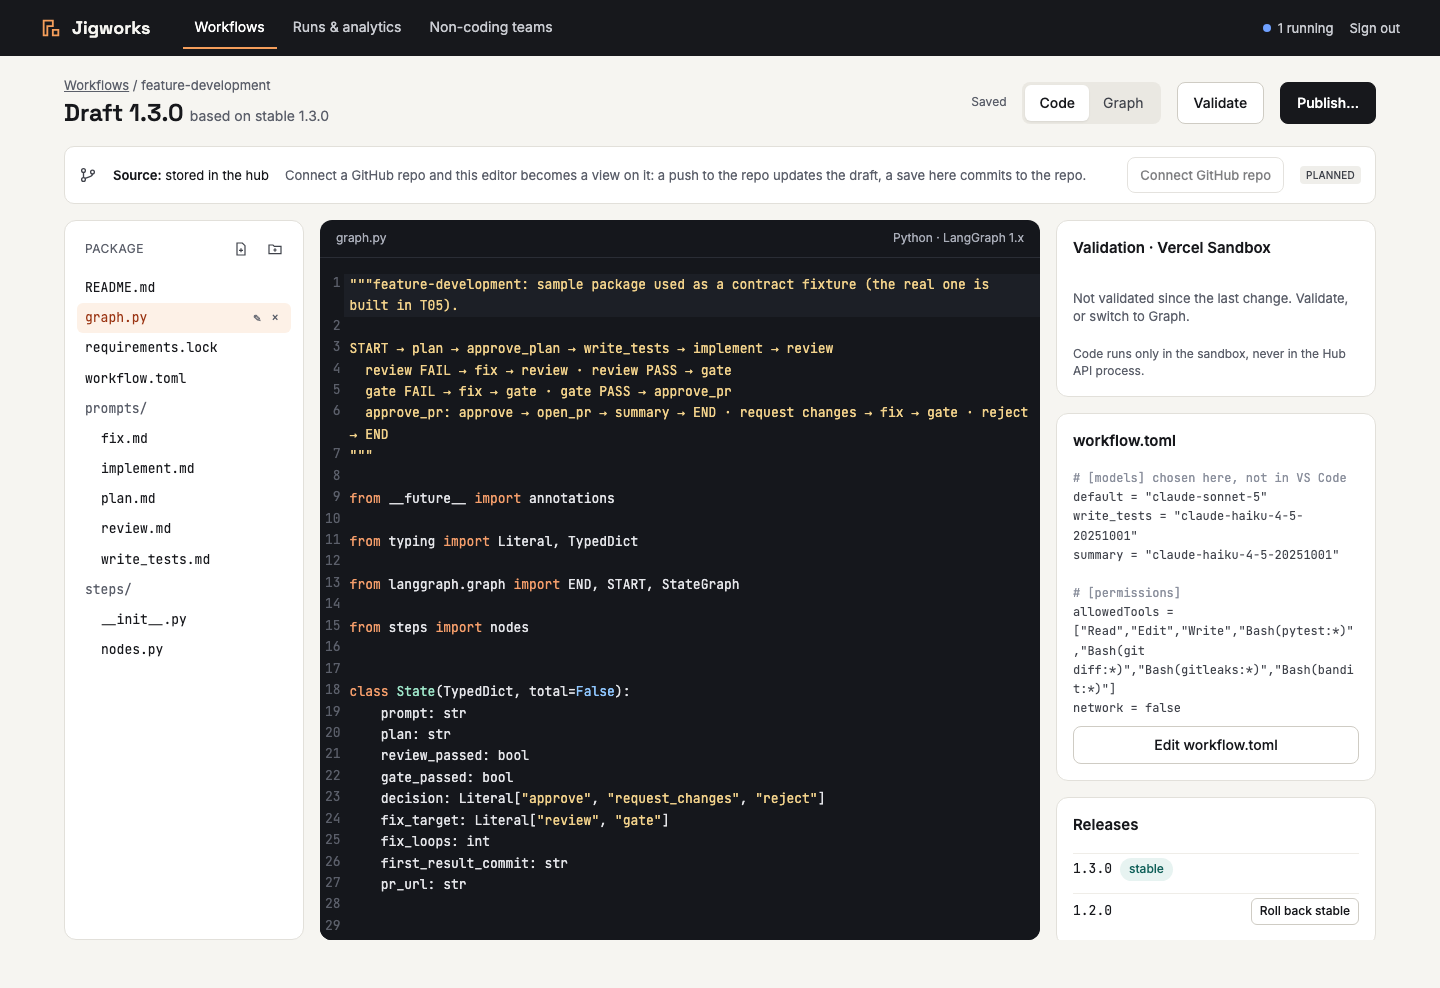 Jigworks
Workflows
Runs & analytics
Non-coding teams
1 running
Sign out
Workflows / feature-development
Draft 1.3.0 based on stable 1.3.0
Saved
Code
Graph
Validate
Publish...
Source: stored in the hub
Connect a GitHub repo and this editor becomes a view on it: a push to the repo updates the draft, a save here commits to the repo.
Connect GitHub repo
PLANNED
PACKAGE
README.md
graph.py
requirements.lock
workflow.toml
prompts/
fix.md
implement.md
plan.md
review.md
write_tests.md
steps/
__init__.py
nodes.py
graph.py
Python · LangGraph 1.x
1 """feature-development: sample package used as a contract fixture (the real one is
built in T05).
2
3 START → plan → approve_plan → write_tests → implement → review
4 review FAIL → fix → review · review PASS → gate
5 gate FAIL → fix → gate · gate PASS → approve_pr
6 approve_pr: approve → open_pr → summary → END · request changes → fix → gate · reject
→ END
7 """
8
9 from __future__ import annotations
10
11 from typing import Literal, TypedDict
12
13 from langgraph.graph import END, START, StateGraph
14
15 from steps import nodes
16
17
18 class State(TypedDict, total=False):
19 prompt: str
20 plan: str
21 review_passed: bool
22 gate_passed: bool
23 decision: Literal["approve", "request_changes", "reject"]
24 fix_target: Literal["review", "gate"]
25 fix_loops: int
26 first_result_commit: str
27 pr_url: str
28
29
Validation · Vercel Sandbox
Not validated since the last change. Validate,
or switch to Graph.
Code runs only in the sandbox, never in the Hub
API process.
workflow.toml
# [models] chosen here, not in VS Code
default = "claude-sonnet-5"
write_tests = "claude-haiku-4-5-
20251001"
summary = "claude-haiku-4-5-20251001"
# [permissions]
allowedTools =
["Read","Edit","Write","Bash(pytest:*)"
,"Bash(git
diff:*)","Bash(gitleaks:*)","Bash(bandi
t:*)"]
network = false
Edit workflow.toml
Releases
1.3.0 stable
1.2.0
Roll back stable